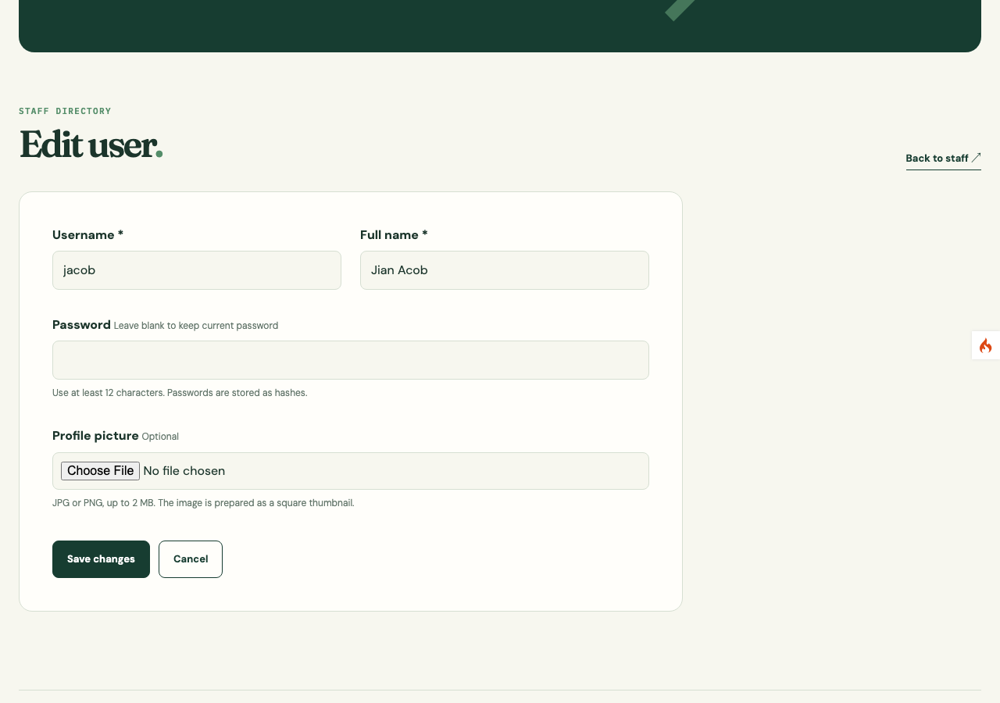 STAFF DIRECTORY
Edit user.
Back to staff ↗
Username *
Full name *
jacob
Jian Acob
Password Leave blank to keep current password
Use at least 12 characters. Passwords are stored as hashes.
Profile picture Optional
Choose File No file chosen
JPG or PNG, up to 2 MB. The image is prepared as a square thumbnail.
Save changes
Cancel